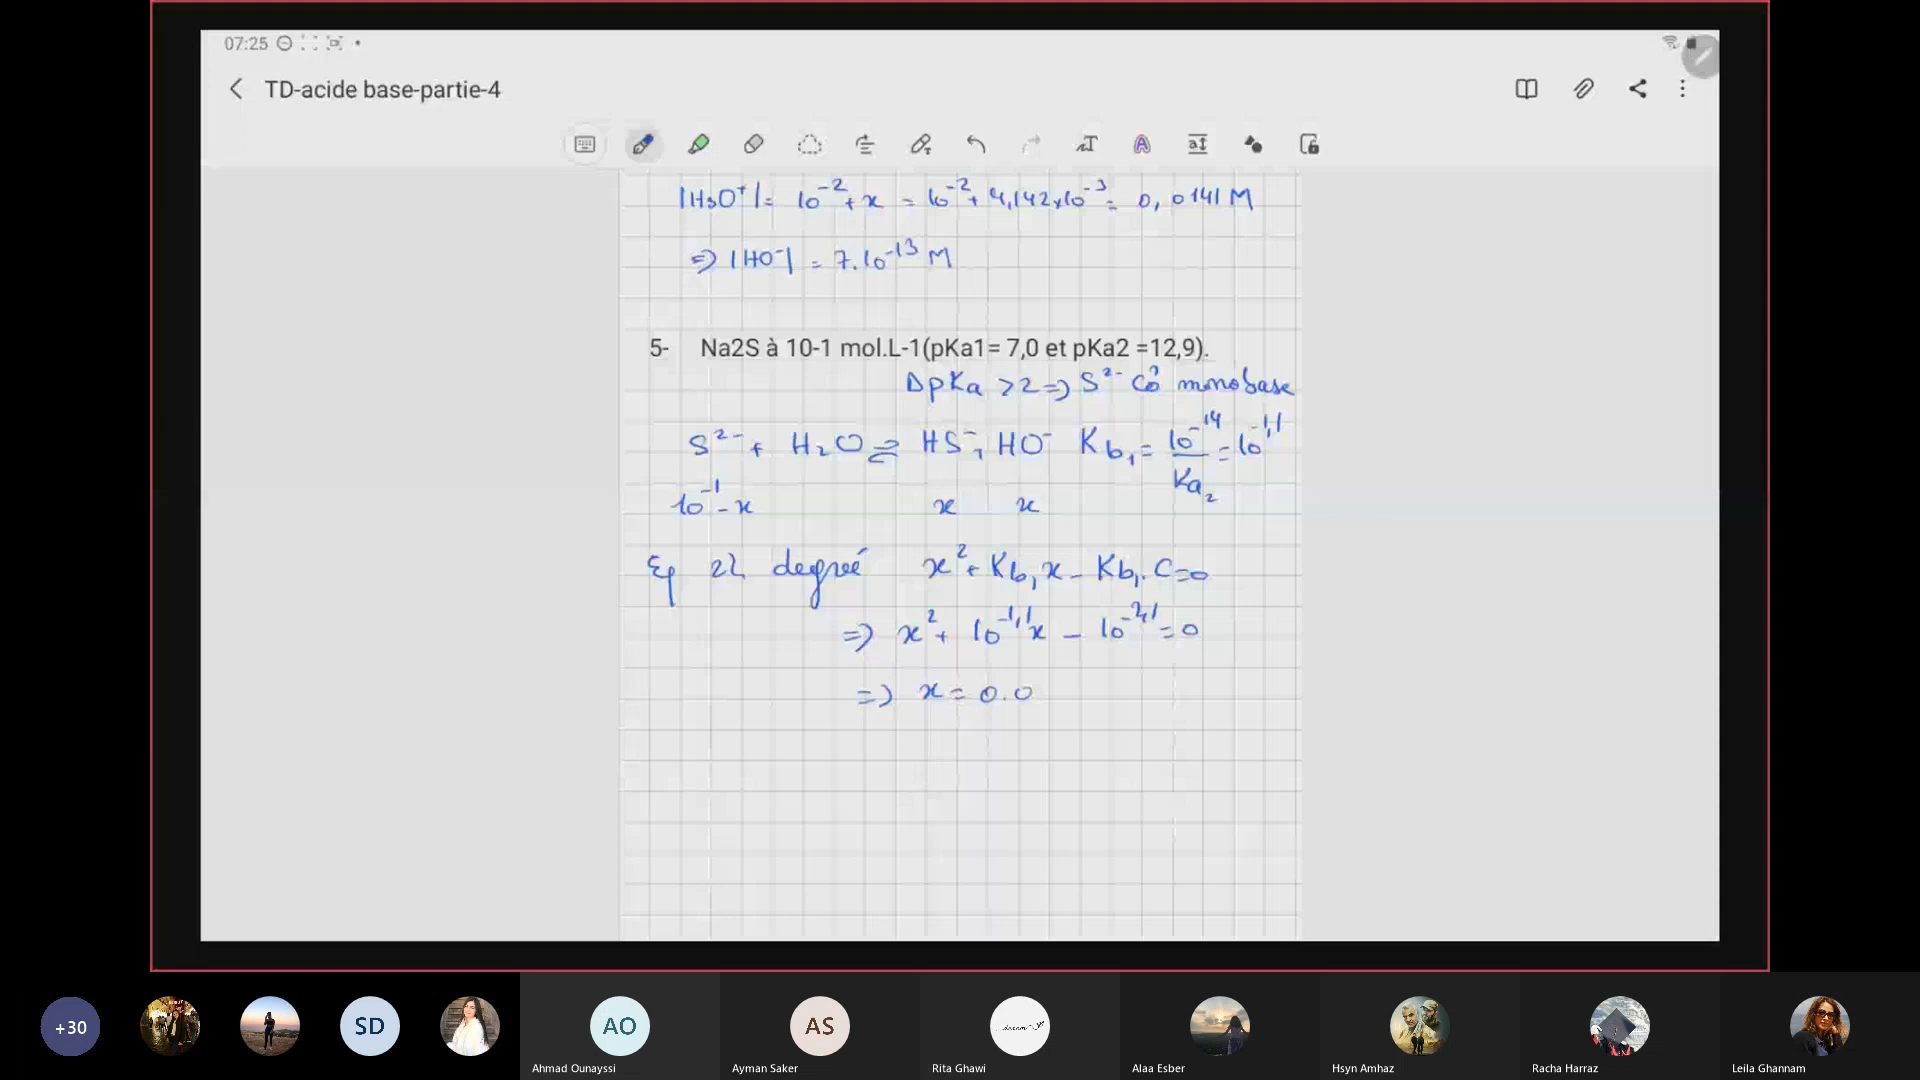 07:25
TD-acide base-partie-4
|H₃O⁺| = 10⁻² + x = 10⁻² + 4,142x10⁻³ = 0,0141 M
=> |HO⁻| = 7.10⁻¹³ M
5- Na2S à 10-1 mol.L-1(pKa1= 7,0 et pKa2 =12,9).
ΔpKa >2 => S²⁻ Cô monobase
S²⁻ + H₂O ⇌ HS⁻ + HO⁻ Kb₁ = 10⁻¹⁴/Ka₂ = 10^-1,1
10⁻¹ - x x x
Eq 2d degreé x² + Kb₁x - Kb₁.C = 0
=> x² + 10^-1,1 x - 10^-2,1 = 0
=> x = 0.0
+30
SD
AO
AS
dream
Ahmad Ounayssi
Ayman Saker
Rita Ghawi
Alaa Esber
Hsyn Amhaz
Racha Harraz
Leila Ghannam